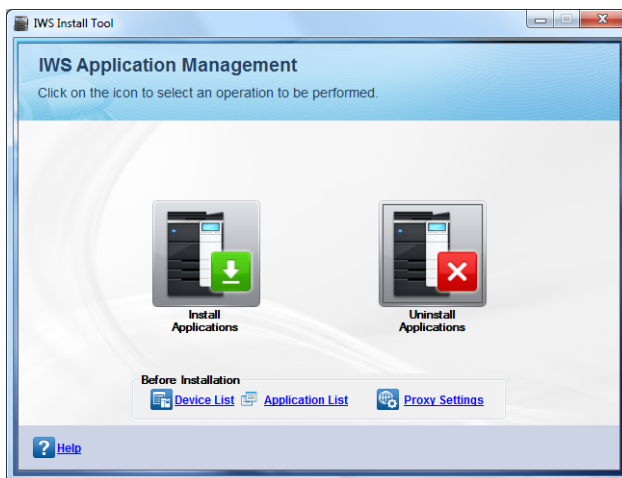 IWS Install Tool
IWS Application Management
Click on the icon to select an operation to be performed.
Install
Applications
Uninstall
Applications
Before Installation
Device List Application List Proxy Settings
? Help